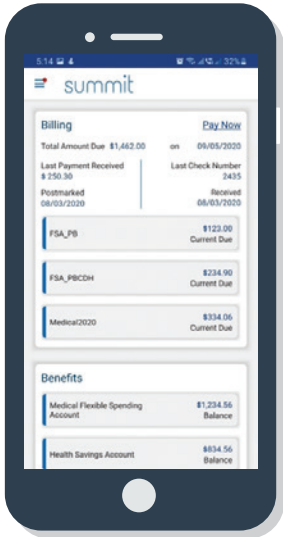 5:14 32%
summit
Billing Pay Now
Total Amount Due $1,462.00 on 09/05/2020
Last Payment Received Last Check Number
$ 250.30 2435
Postmarked Received
08/03/2020 08/03/2020
FSA_PB $123.00
Current Due
FSA_PBCDH $234.90
Current Due
Medical2020 $334.06
Current Due
Benefits
Medical Flexible Spending $1,234.56
Account Balance
Health Savings Account $834.56
Balance